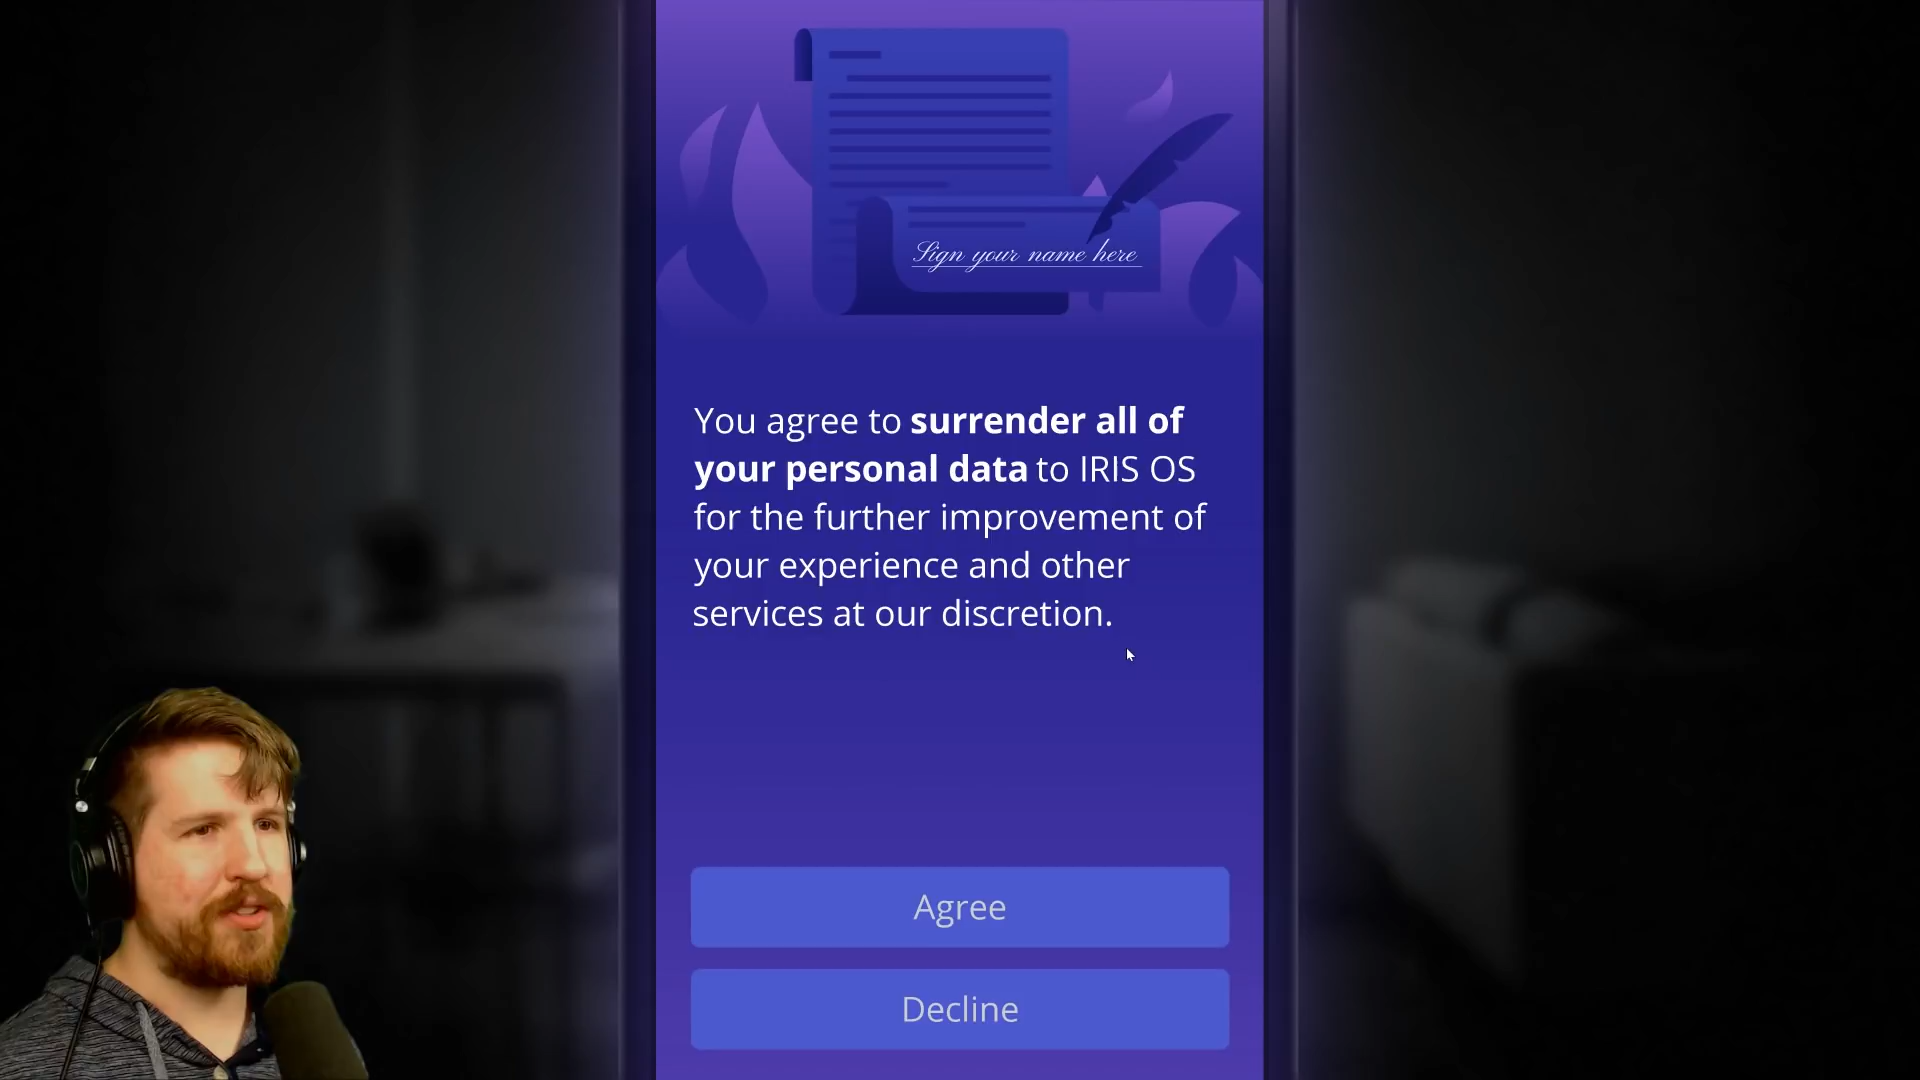 Sign your name here
You agree to surrender all of
your personal data to IRIS OS
for the further improvement of
your experience and other
services at our discretion.
Agree
Decline